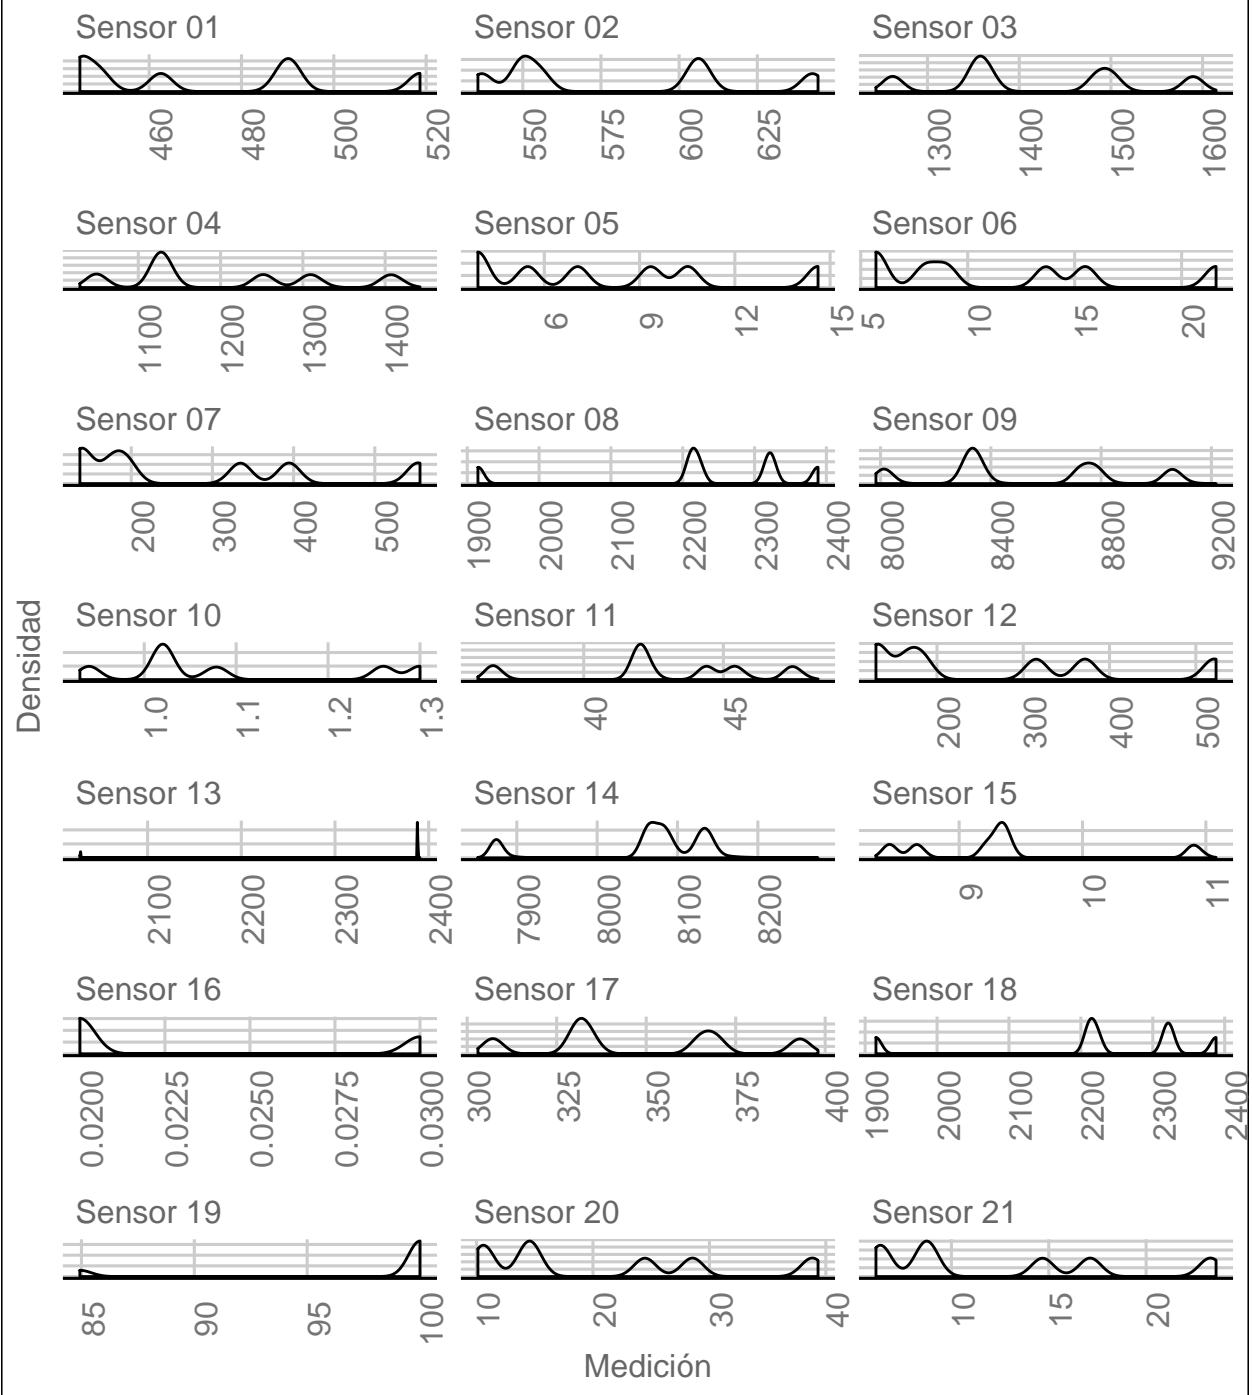 Sensor 01 Sensor 02 Sensor 03
460 480 500 520 550 575 600 625 1300 1400 1500 1600
Sensor 04 Sensor 05 Sensor 06
1100 1200 1300 1400 6 9 12 15 5 10 15 20
Sensor 07 Sensor 08 Sensor 09
200 300 400 500 1900 2000 2100 2200 2300 2400 8000 8400 8800 9200
Densidad
Sensor 10 Sensor 11 Sensor 12
1.0 1.1 1.2 1.3 40 45 200 300 400 500
Sensor 13 Sensor 14 Sensor 15
2100 2200 2300 2400 7900 8000 8100 8200 9 10 11
Sensor 16 Sensor 17 Sensor 18
0.0200 0.0225 0.0250 0.0275 0.0300 300 325 350 375 400 1900 2000 2100 2200 2300 2400
Sensor 19 Sensor 20 Sensor 21
85 90 95 100 10 20 30 40 10 15 20
Medición